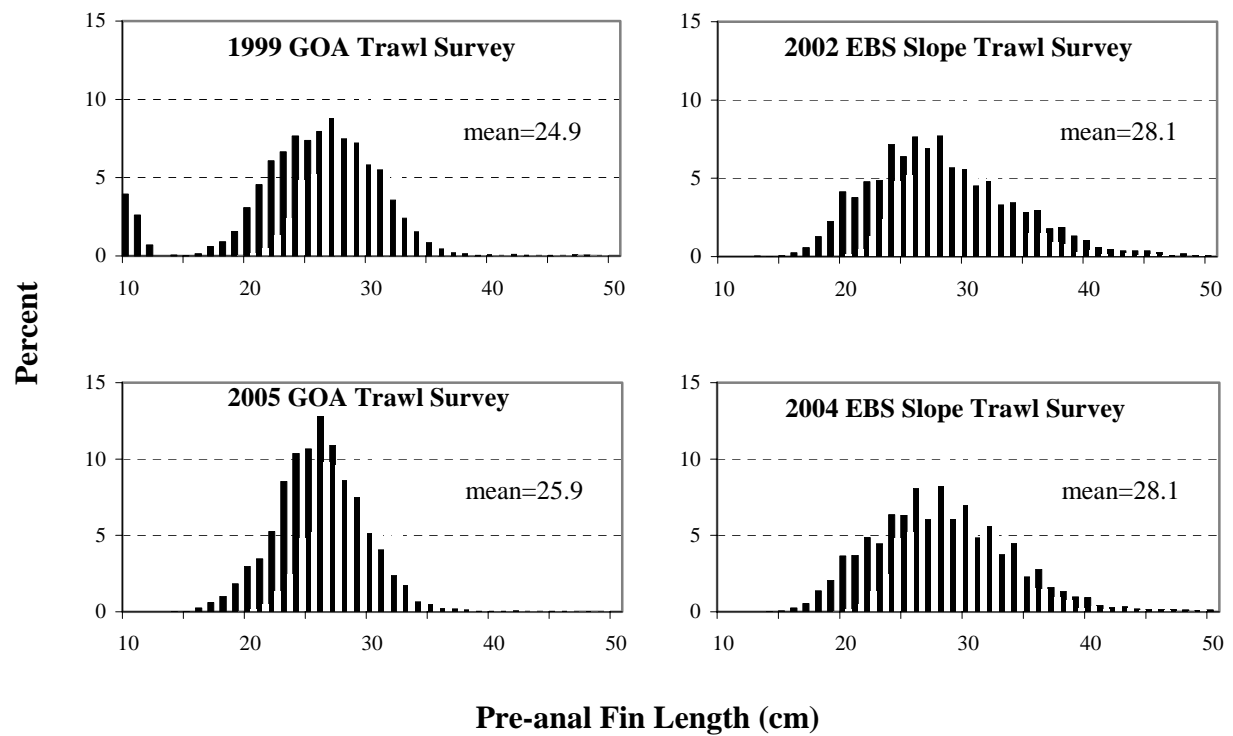 1999 GOA Trawl Survey
mean=24.9
15
10
5
0
10 20 30 40 50
2002 EBS Slope Trawl Survey
mean=28.1
15
10
5
0
20 30 40 50
Percent
2005 GOA Trawl Survey
mean=25.9
15
10
5
0
10 20 30 40 50
2004 EBS Slope Trawl Survey
mean=28.1
15
10
5
0
10 20 30 40 50
Pre-anal Fin Length (cm)